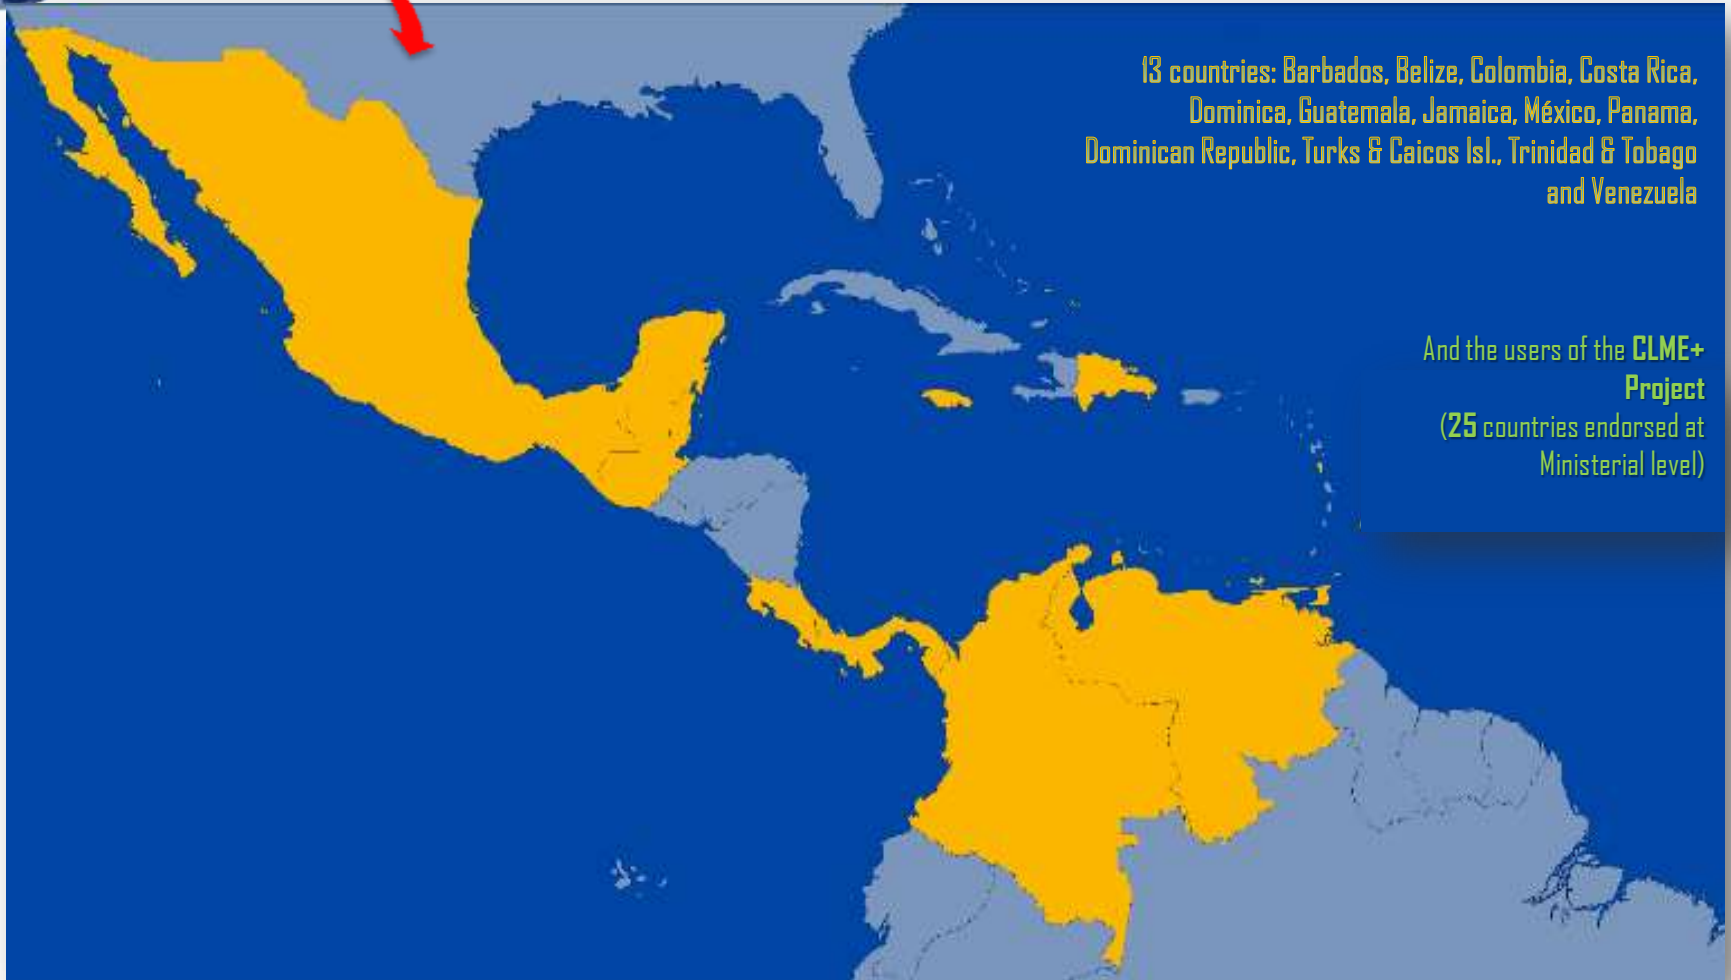 13 countries: Barbados, Belize, Colombia, Costa Rica,
Dominica, Guatemala, Jamaica, México, Panama,
Dominican Republic, Turks & Caicos Isl., Trinidad & Tobago
and Venezuela
And the users of the CLME+
Project
(25 countries endorsed at
Ministerial level)